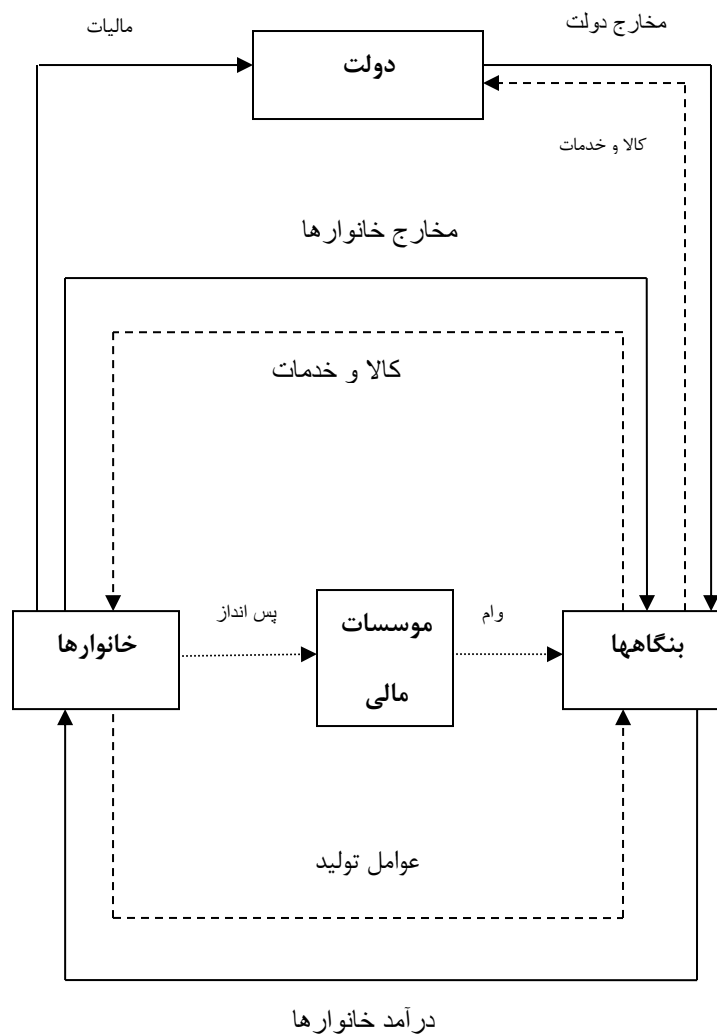 مخارج دولت
مالیات
دولت
کالا و خدمات
مخارج خانوارها
کالا و خدمات
وام
پس انداز
بنگاهها
موسسات
مالی
خانوارها
عوامل تولید
درآمد خانوارها